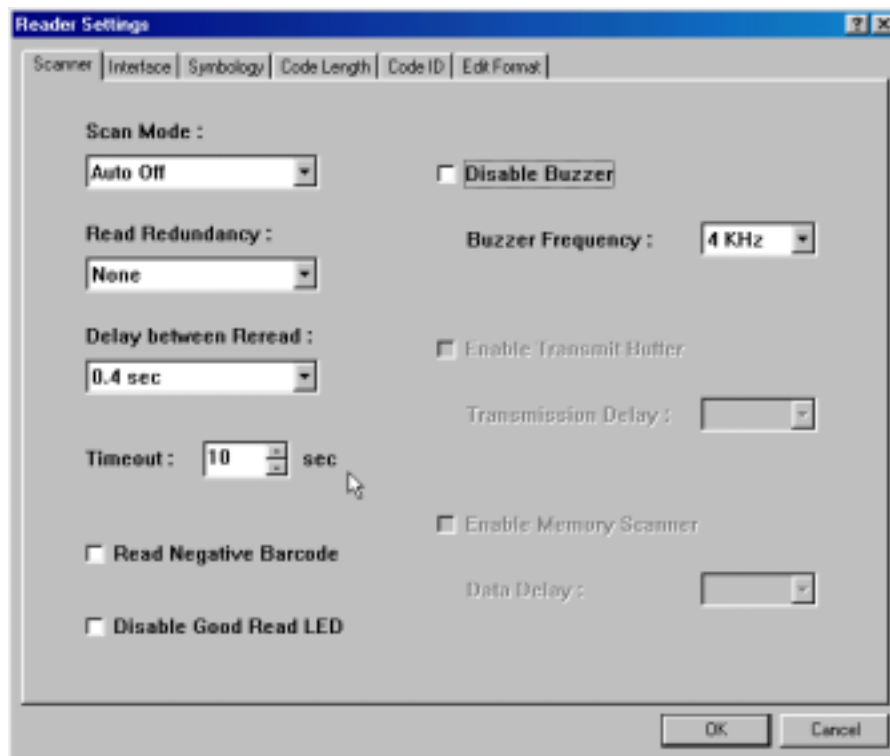 Reader Settings
Scanner Interface Symbology Code Length Code ID Edit Format
Scan Mode :
Auto Off
Read Redundancy :
None
Delay between Reread :
0.4 sec
Timeout : 10 sec
Read Negative Barcode
Disable Good Read LED
Disable Buzzer
Buzzer Frequency : 4 KHz
Enable Transmit Buffer
Transmission Delay :
Enable Memory Scanner
Data Delay :
OK Cancel